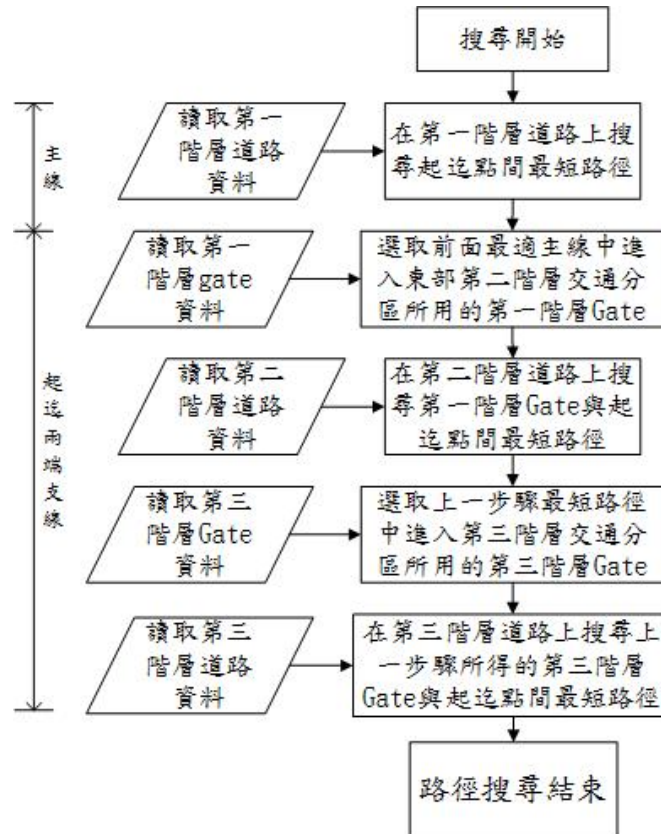 搜尋開始
主
線
讀取第一
階層道路
資料
在第一階層道路上搜
尋起迄點間最短路徑
讀取第一
階層gate
資料
選取前面最適主線中進
入東部第二階層交通分
區所用的第一階層Gate
起
迄
兩
端
支
線
讀取第二
階層道路
資料
在第二階層道路上搜
尋第一階層Gate與起
迄點間最短路徑
讀取第三
階層Gate
資料
選取上一步驟最短路徑
中進入第三階層交通分
區所用的第三階層Gate
讀取第三
階層道路
資料
在第三階層道路上搜尋上
一步驟所得的第三階層
Gate與起迄點間最短路徑
路徑搜尋結束